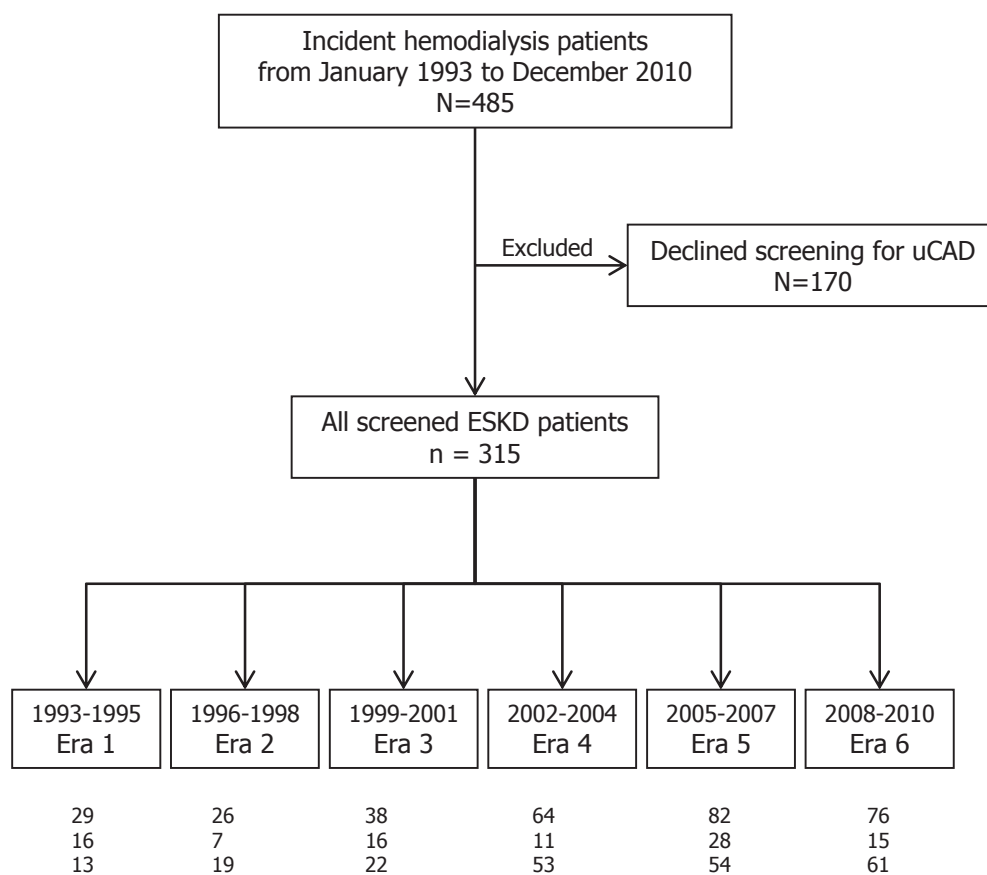 Incident hemodialysis patients
from January 1993 to December 2010
N=485
Excluded
Declined screening for uCAD
N=170
All screened ESKD patients
n = 315
1993-1995 1996-1998 1999-2001 2002-2004 2005-2007 2008-2010
Era 1 Era 2 Era 3 Era 4 Era 5 Era 6
29 26 38 64 82 76
16 7 16 11 28 15
13 19 22 53 54 61